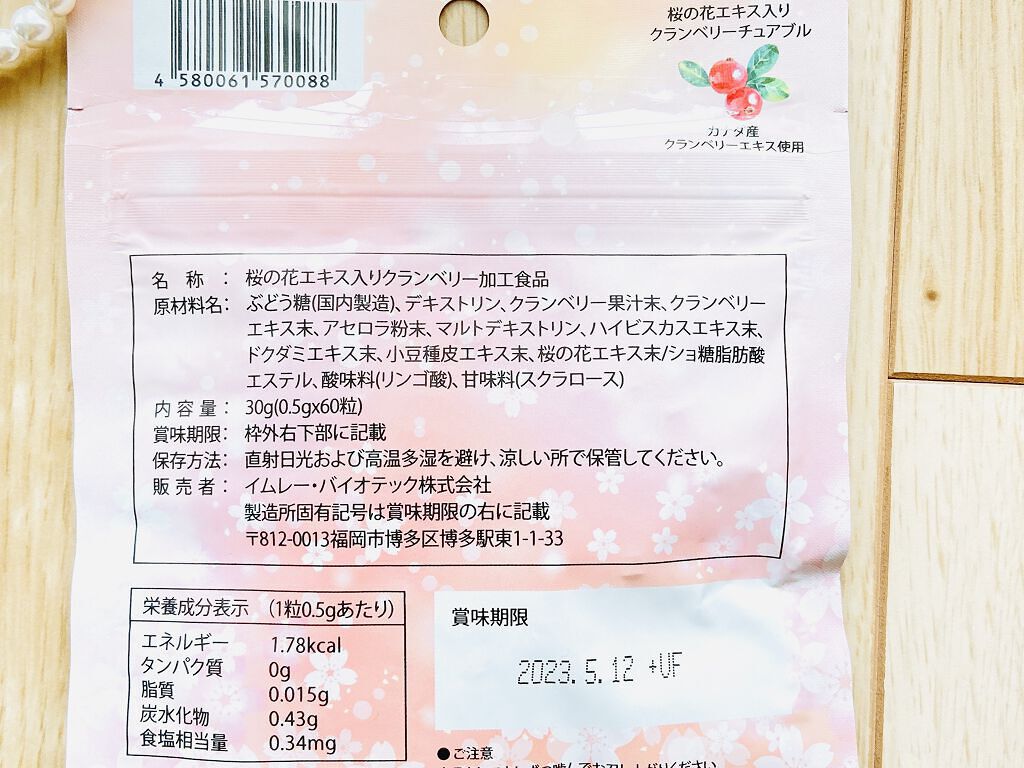 4 580061 570088
桜の花エキス入り
クランベリーチュアブル
カナダ産
クランベリーエキス使用
名 称 : 桜の花エキス入りクランベリー加工食品
原材料名: ぶどう糖(国内製造)、デキストリン、クランベリー果汁末、クランベリー
エキス末、アセロラ粉末、マルトデキストリン、ハイビスカスエキス末、
ドクダミエキス末、小豆種皮エキス末、桜の花エキス末/ショ糖脂肪酸
エステル、酸味料(リンゴ酸)、甘味料(スクラロース)
内 容 量 : 30g(0.5gx60粒)
賞味期限: 枠外右下部に記載
保存方法: 直射日光および高温多湿を避け、涼しい所で保管してください。
販 売 者 : イムレー・バイオテック株式会社
製造所固有記号は賞味期限の右に記載
〒812-0013福岡市博多区博多駅東1-1-33
栄養成分表示 (1粒0.5gあたり)
エネルギー 1.78kcal
タンパク質 0g
脂質 0.015g
炭水化物 0.43g
食塩相当量 0.34mg
賞味期限
2023. 5. 12 +UF
●ご注意